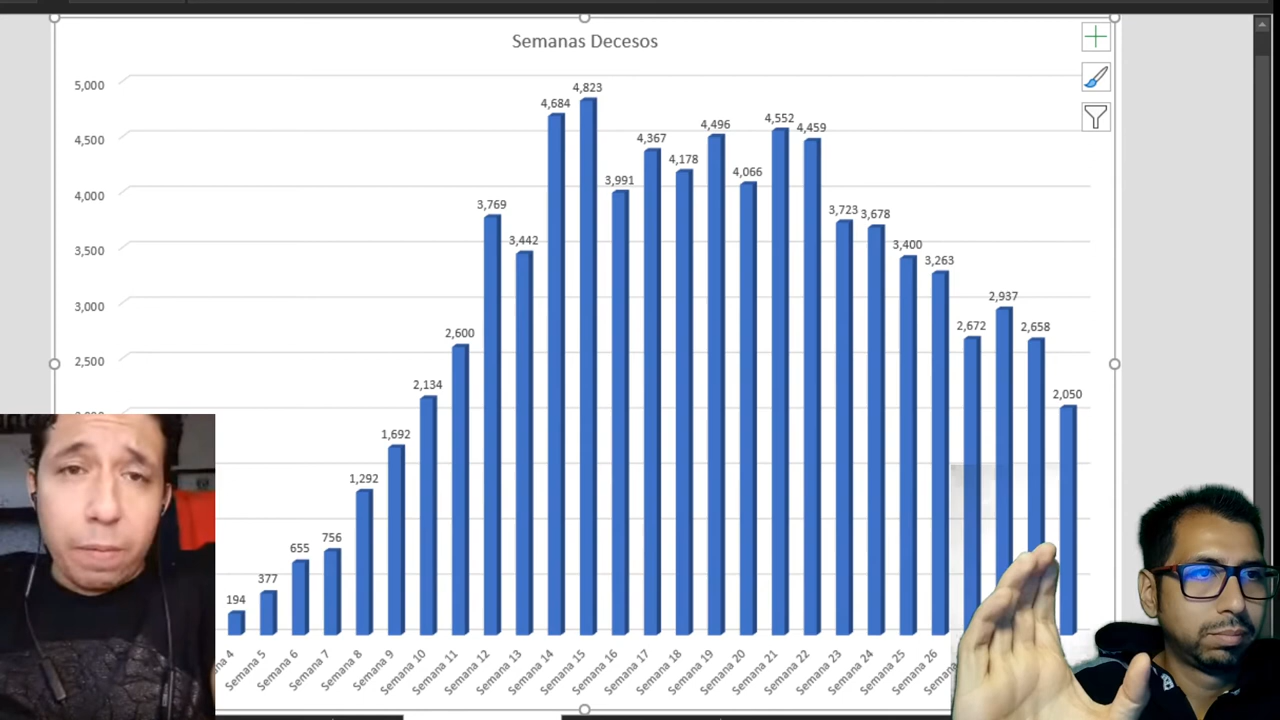 Semanas Decesos
5,000
4,500
4,000
3,500
3,000
2,500
194
377
655
756
1,292
1,692
2,134
2,600
3,769
3,442
4,684
4,823
3,991
4,367
4,178
4,496
4,066
4,552
4,459
3,723
3,678
3,400
3,263
2,672
2,937
2,658
2,050
Semana 5
Semana 6
Semana 7
Semana 8
Semana 9
Semana 10
Semana 11
Semana 12
Semana 13
Semana 14
Semana 15
Semana 16
Semana 17
Semana 18
Semana 19
Semana 20
Semana 21
Semana 22
Semana 23
Semana 24
Semana 25
Semana 26